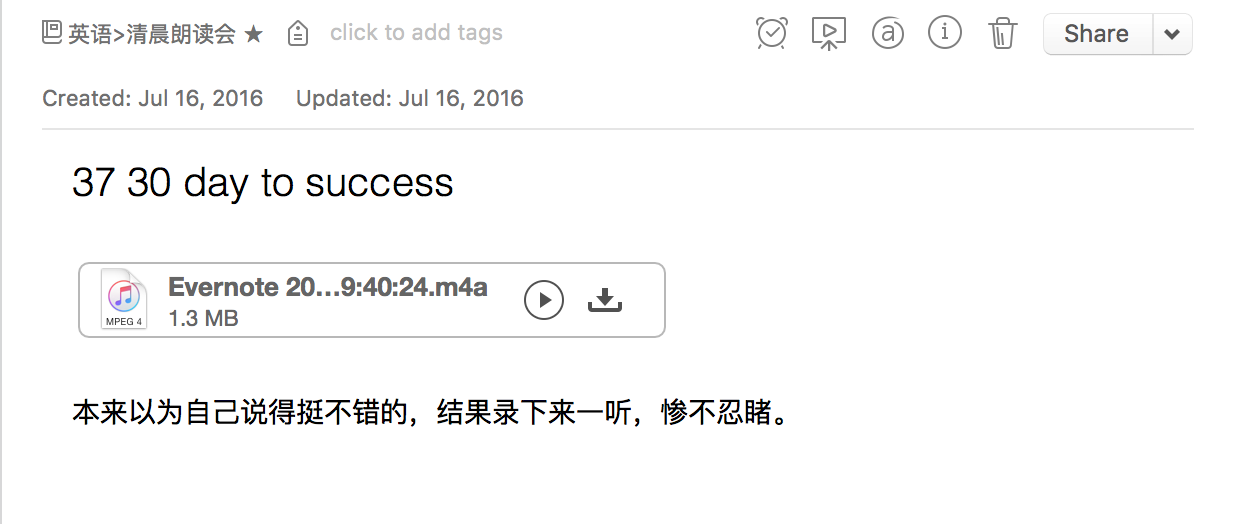 英语>清晨朗读会 ★ click to add tags Share
Created: Jul 16, 2016 Updated: Jul 16, 2016
37 30 day to success
Evernote 20...9:40:24.m4a
MPEG 4 1.3 MB
本来以为自己说得挺不错的，结果录下来一听，惨不忍睹。